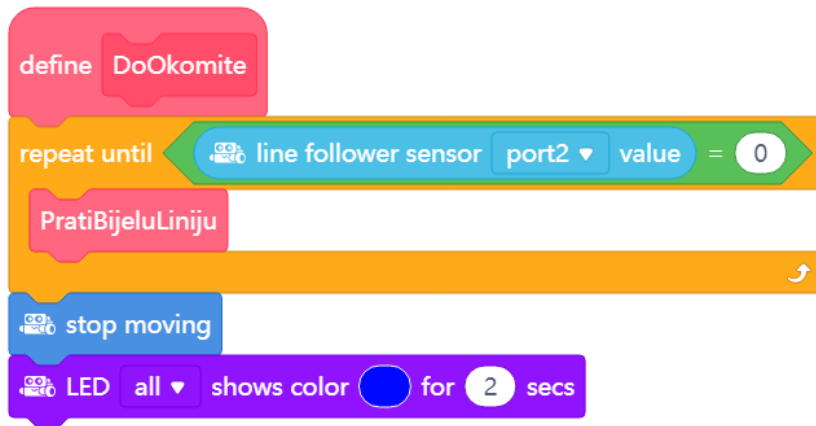 define DoOkomite
repeat until line follower sensor port2 value = 0
PratiBijeluLiniju
stop moving
LED all shows color for 2 secs